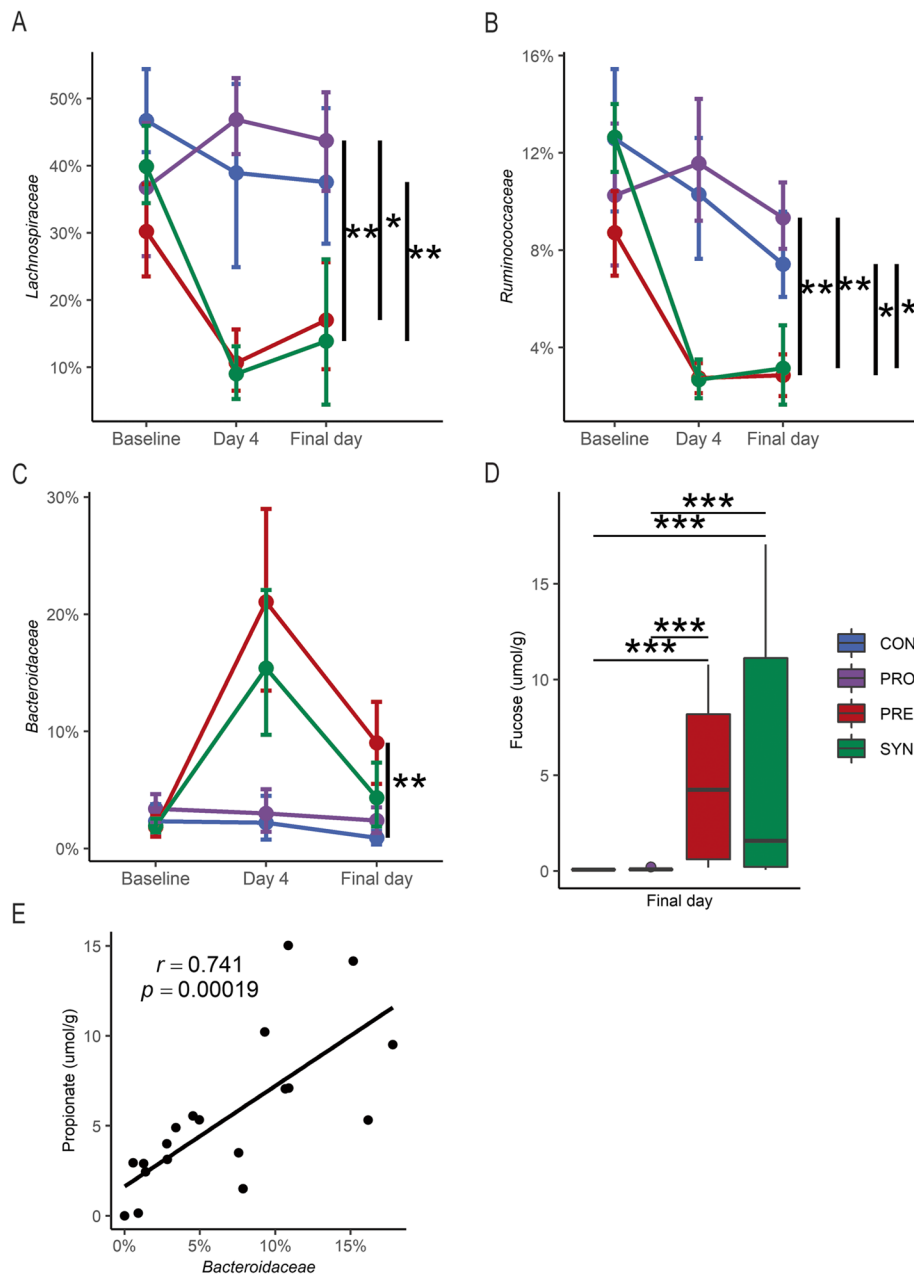 A
Lachnospiraceae
50%
40%
30%
20%
10%
**
*
**
Baseline
Day 4
Final day
B
Ruminococcaceae
16%
12%
8%
4%
**
**
*
*
Baseline
Day 4
Final day
C
Bacteroidaceae
30%
20%
10%
0%
**
Baseline
Day 4
Final day
D
Fucose (umol/g)
15
10
5
0
***
***
***
***
Final day
CON
PRO
PRE
SYN
E
Propionate (umol/g)
15
10
5
0
r = 0.741
p = 0.00019
0%
5%
10%
15%
Bacteroidaceae